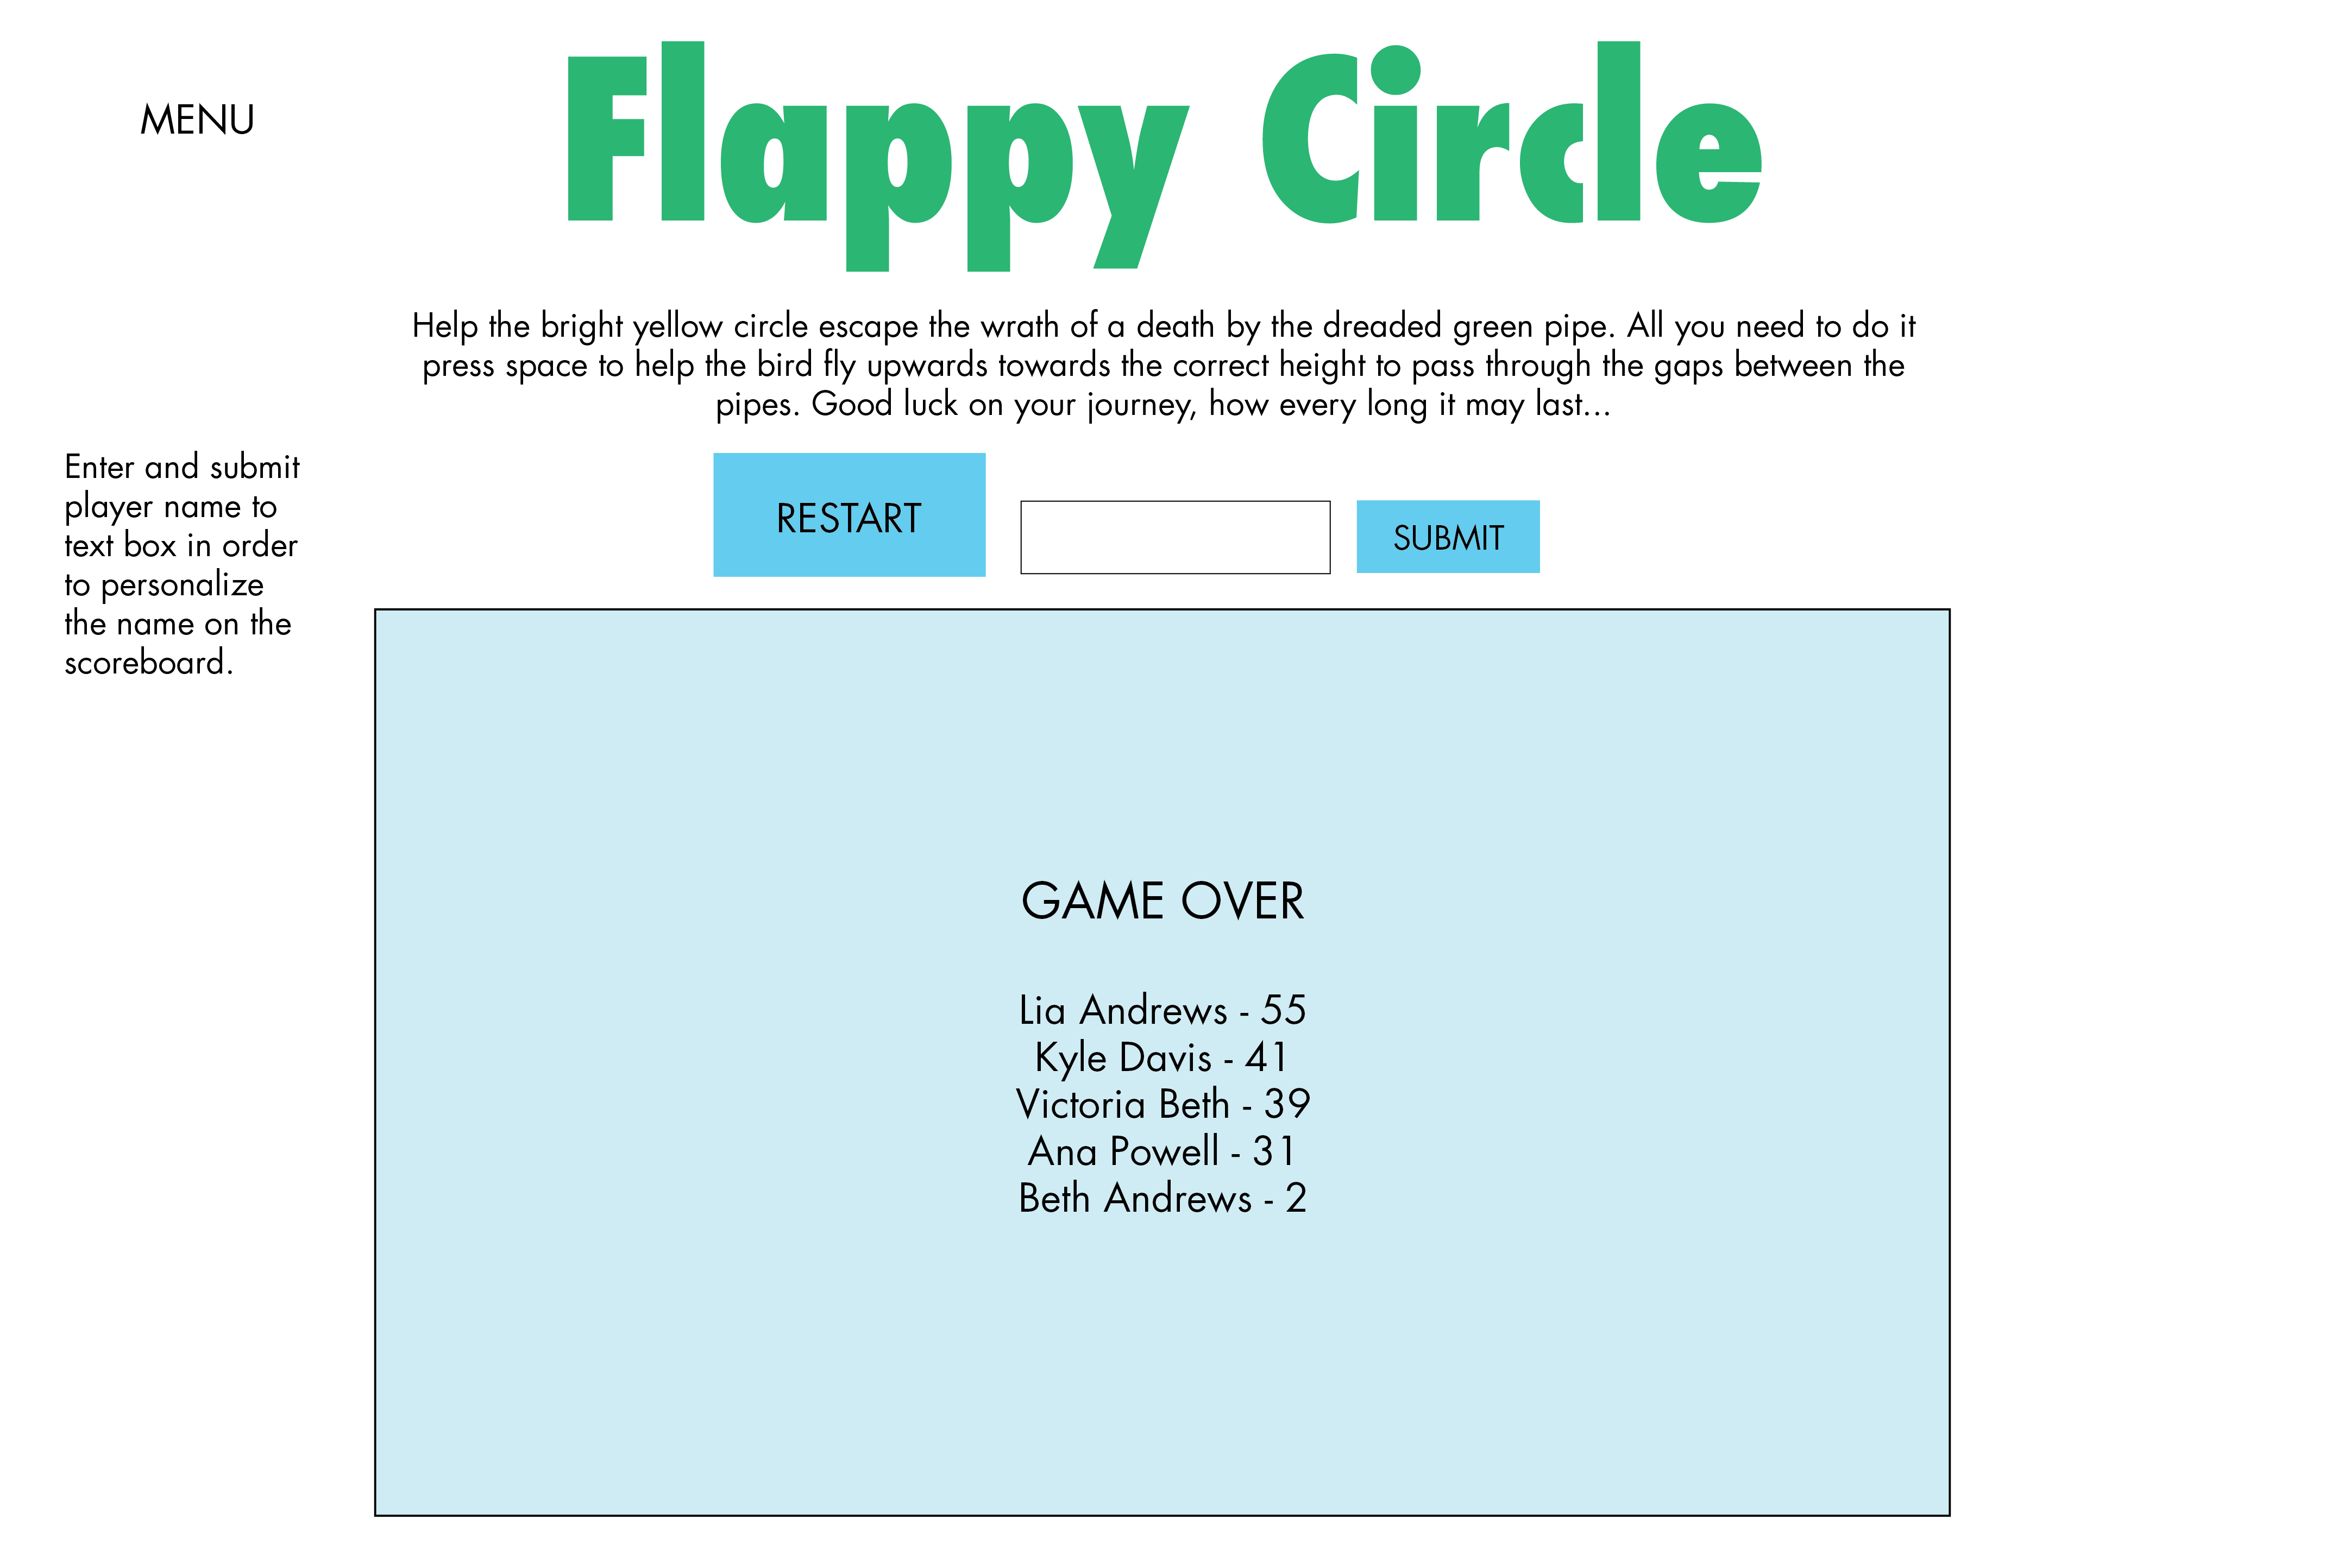 Flappy Circle
MENU
Help the bright yellow circle escape the wrath of a death by the dreaded green pipe. All you need to do it
press space to help the bird fly upwards towards the correct height to pass through the gaps between the
pipes. Good luck on your journey, how every long it may last...
Enter and submit
player name to
text box in order
to personalize
the name on the
scoreboard.
RESTART
SUBMIT
GAME OVER
Lia Andrews - 55
Kyle Davis - 41
Victoria Beth - 39
Ana Powell - 31
Beth Andrews - 2